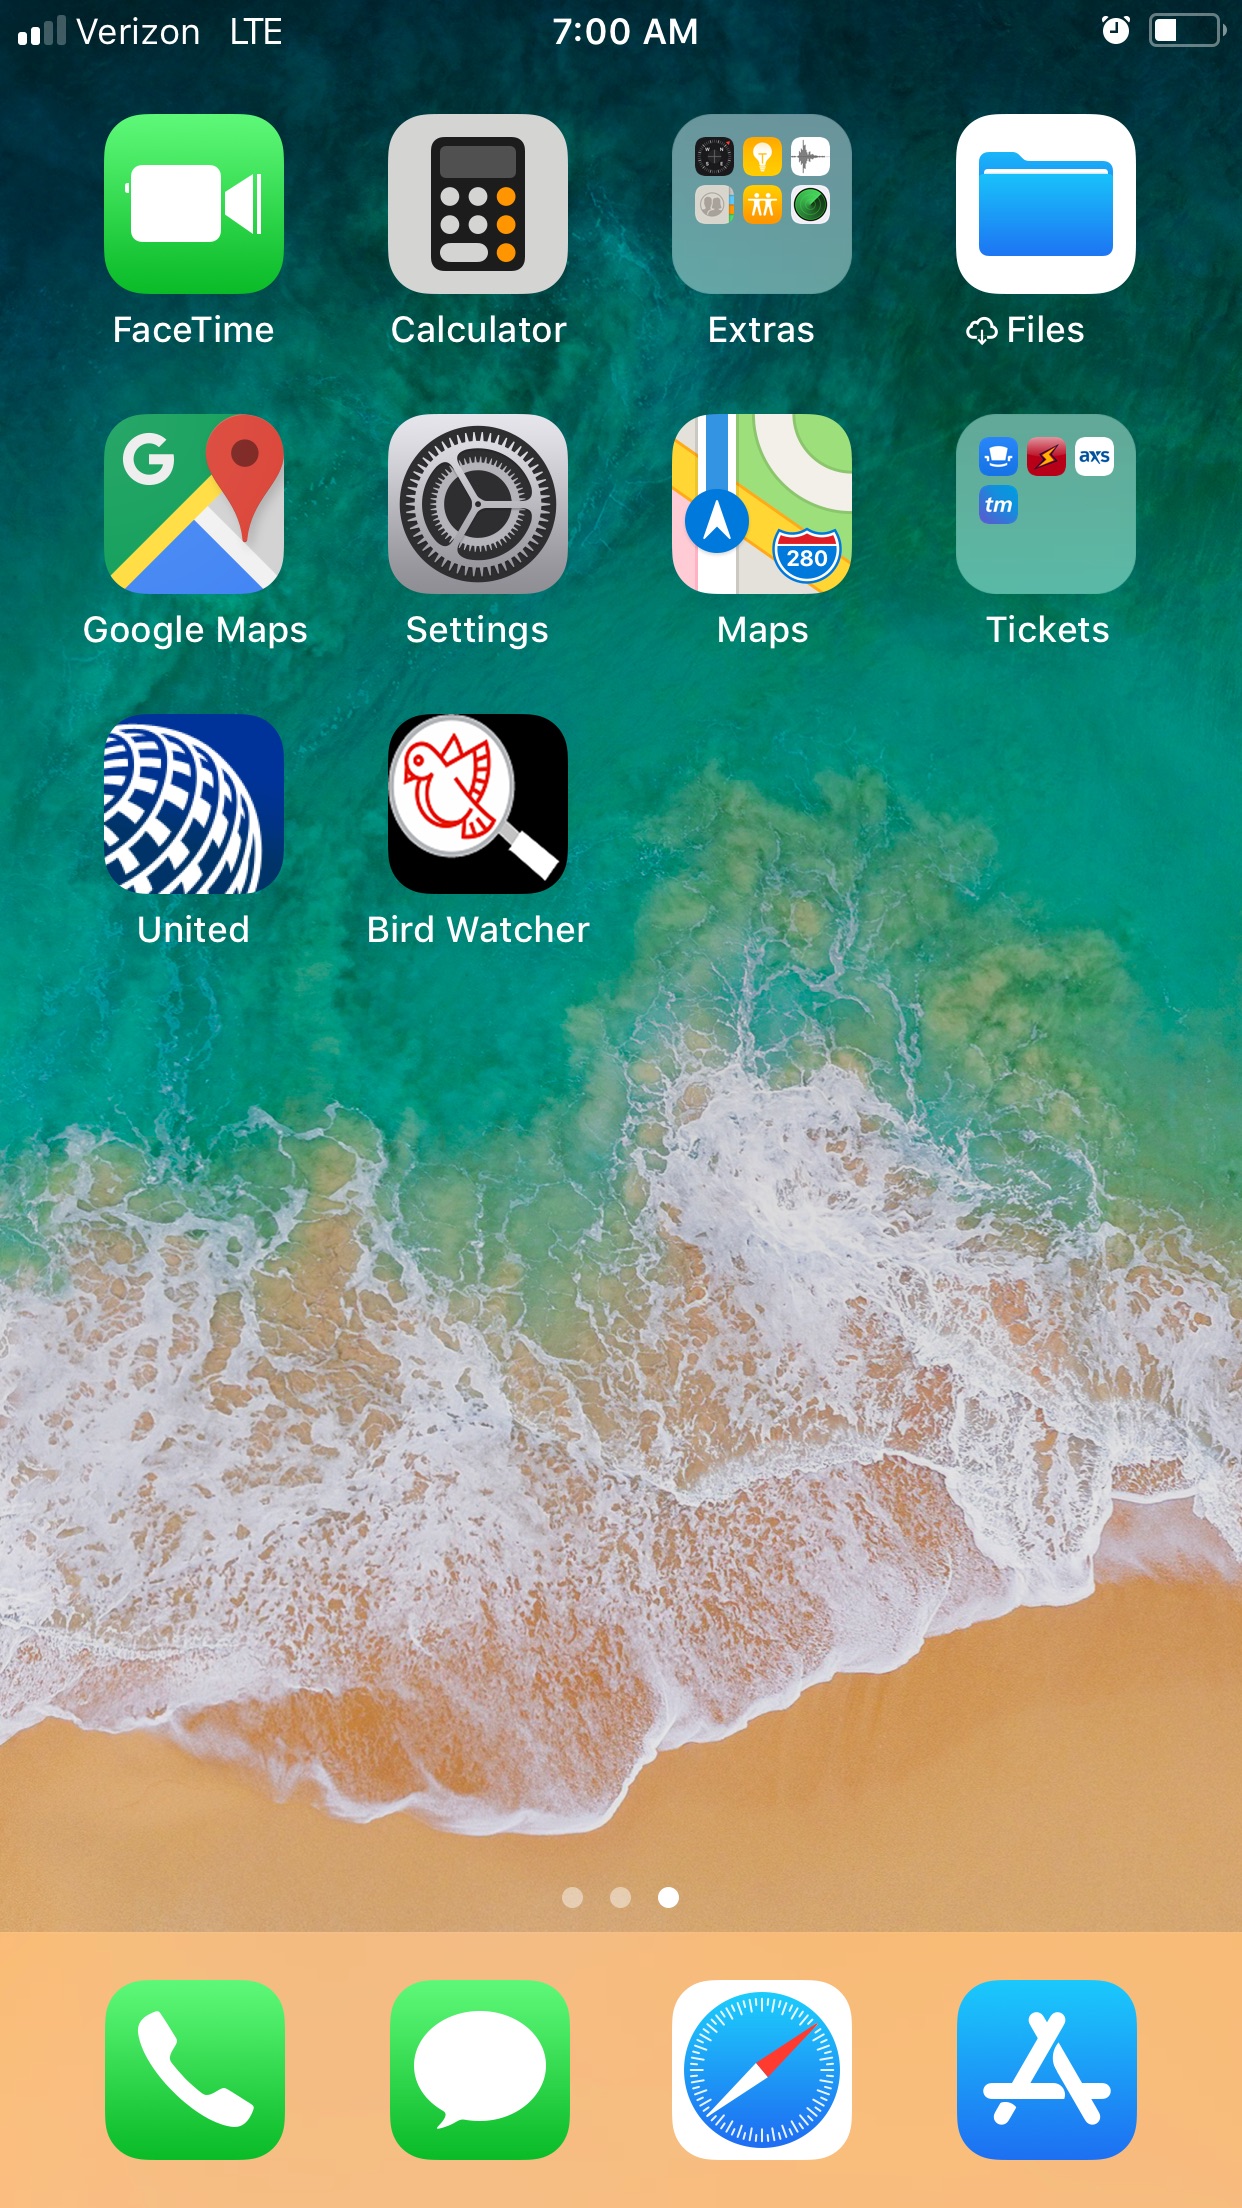 Verizon LTE 7:00 AM
FaceTime Calculator Extras Files
G 280 axs
tm
Google Maps Settings Maps Tickets
United Bird Watcher